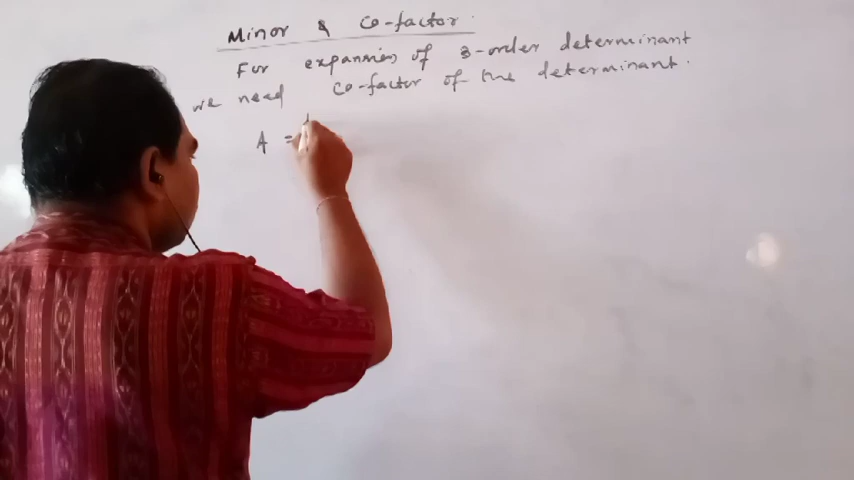 Minor & Co-factor.
For expansion of 3-order determinant
we need co-factor of the determinant.
A =